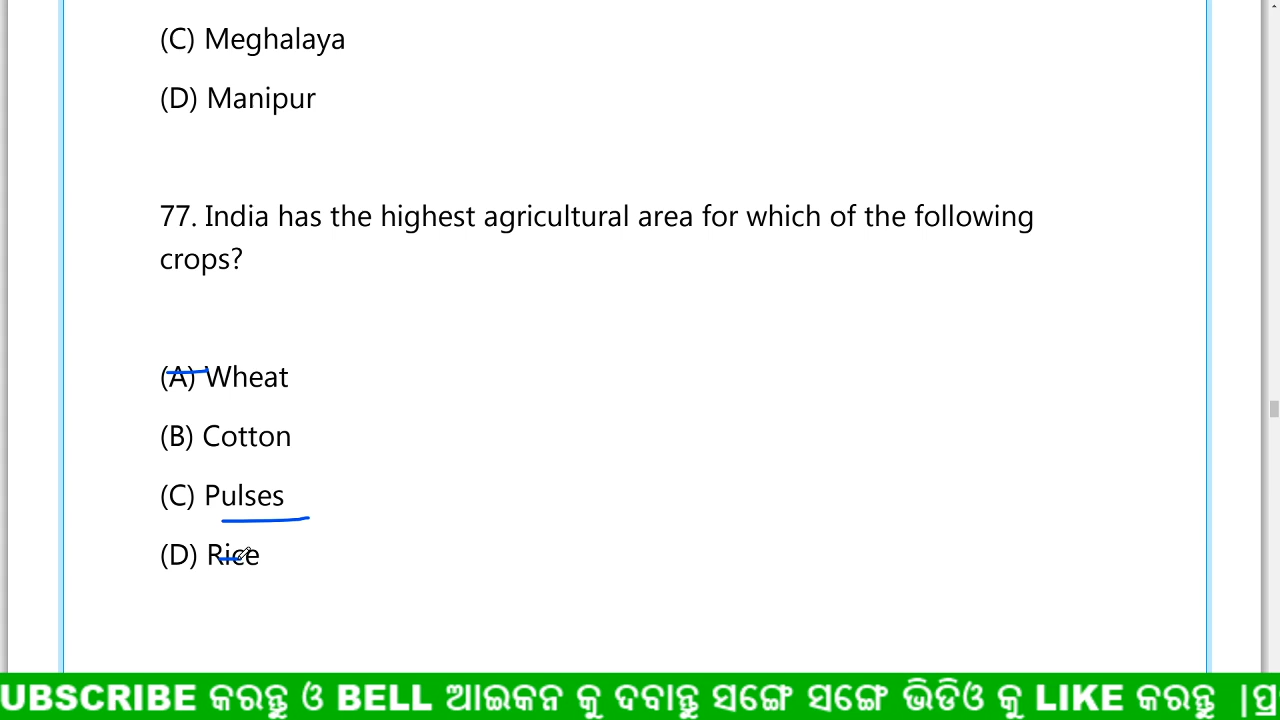 (C) Meghalaya
(D) Manipur
77. India has the highest agricultural area for which of the following
crops?
(A) Wheat
(B) Cotton
(C) Pulses
(D) Rice
UBSCRIBE କରନ୍ତୁ ଓ BELL ଆଇକନ କୁ ଦବାନ୍ତୁ ସଙ୍ଗେ ସଙ୍ଗେ ଭିଡିଓ କୁ LIKE କରନ୍ତୁ |ପ୍ର